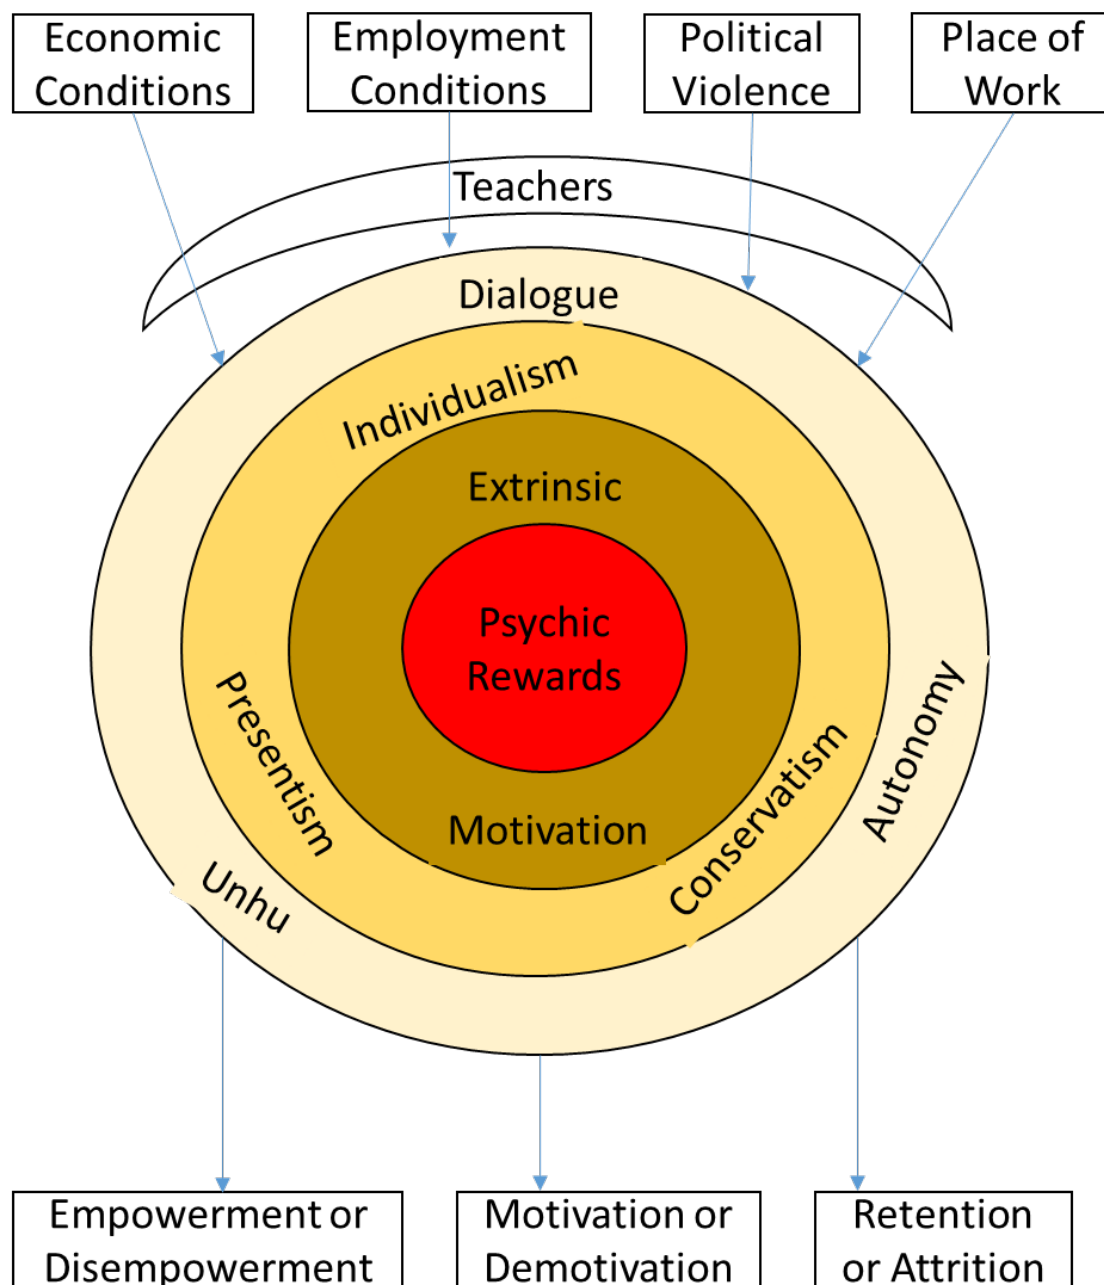 Economic
Conditions
Employment
Conditions
Political
Violence
Place of
Work
Teachers
Dialogue
Individualism
Extrinsic
Psychic
Rewards
Presentism
Conservatism
Autonomy
Motivation
Unhu
Empowerment or
Disempowerment
Motivation or
Demotivation
Retention
or Attrition